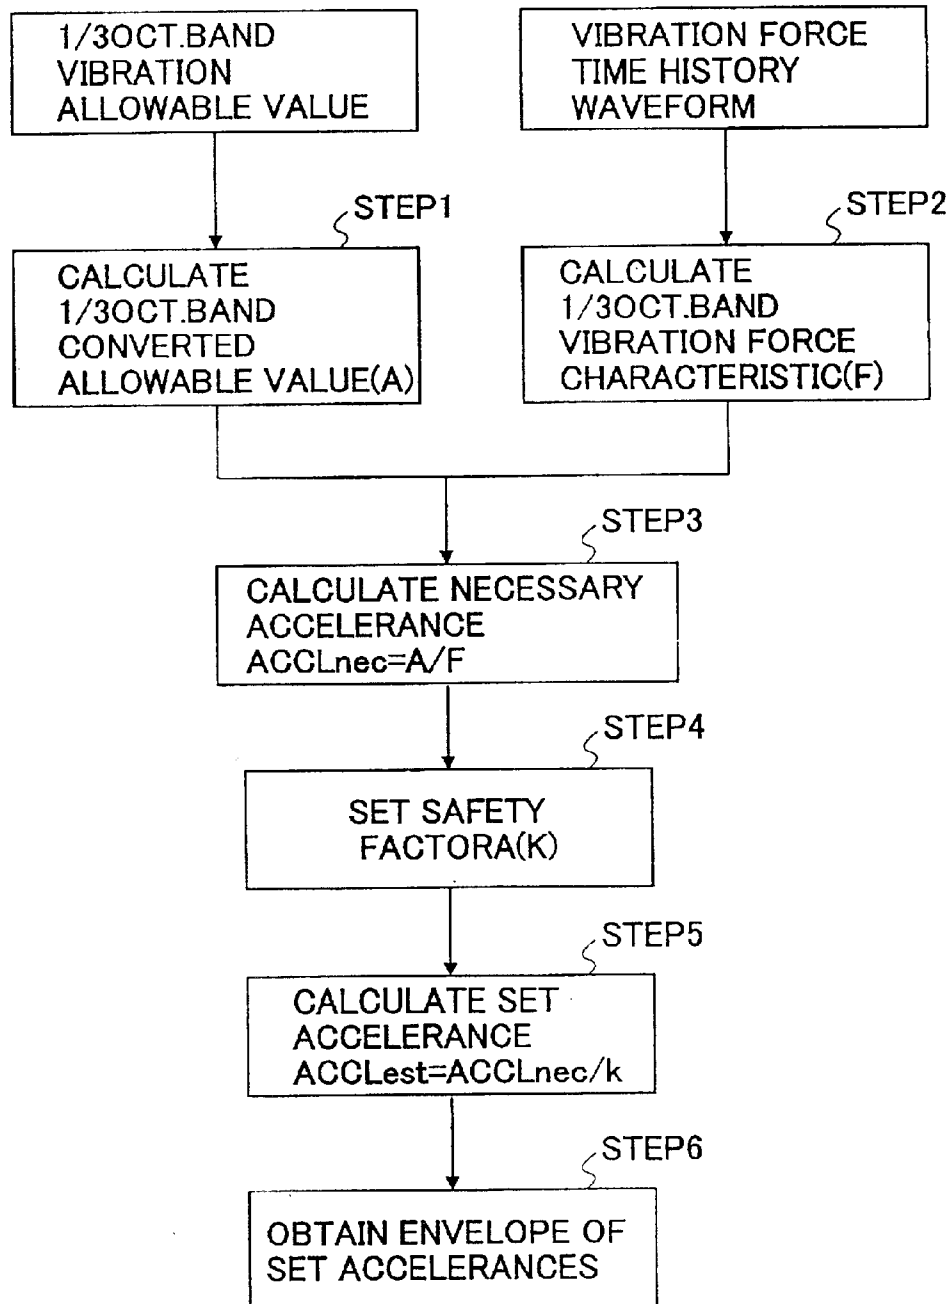 1/3OCT.BAND
VIBRATION
ALLOWABLE VALUE
VIBRATION FORCE
TIME HISTORY
WAVEFORM
STEP1
CALCULATE
1/3OCT.BAND
CONVERTED
ALLOWABLE VALUE(A)
STEP2
CALCULATE
1/3OCT.BAND
VIBRATION FORCE
CHARACTERISTIC(F)
STEP3
CALCULATE NECESSARY
ACCELERANCE
ACCLnec=A/F
STEP4
SET SAFETY
FACTORA(K)
STEP5
CALCULATE SET
ACCELERANCE
ACCLest=ACCLnec/k
STEP6
OBTAIN ENVELOPE OF
SET ACCELERANCES